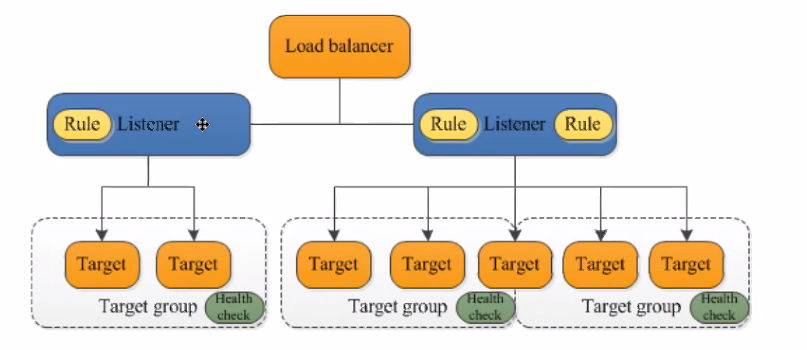 Load balancer
Rule Listener
Rule Listener Rule
Target Target
Target Target Target Target Target
Target group
Health
check
Target group
Health
check
Target group
Health
check